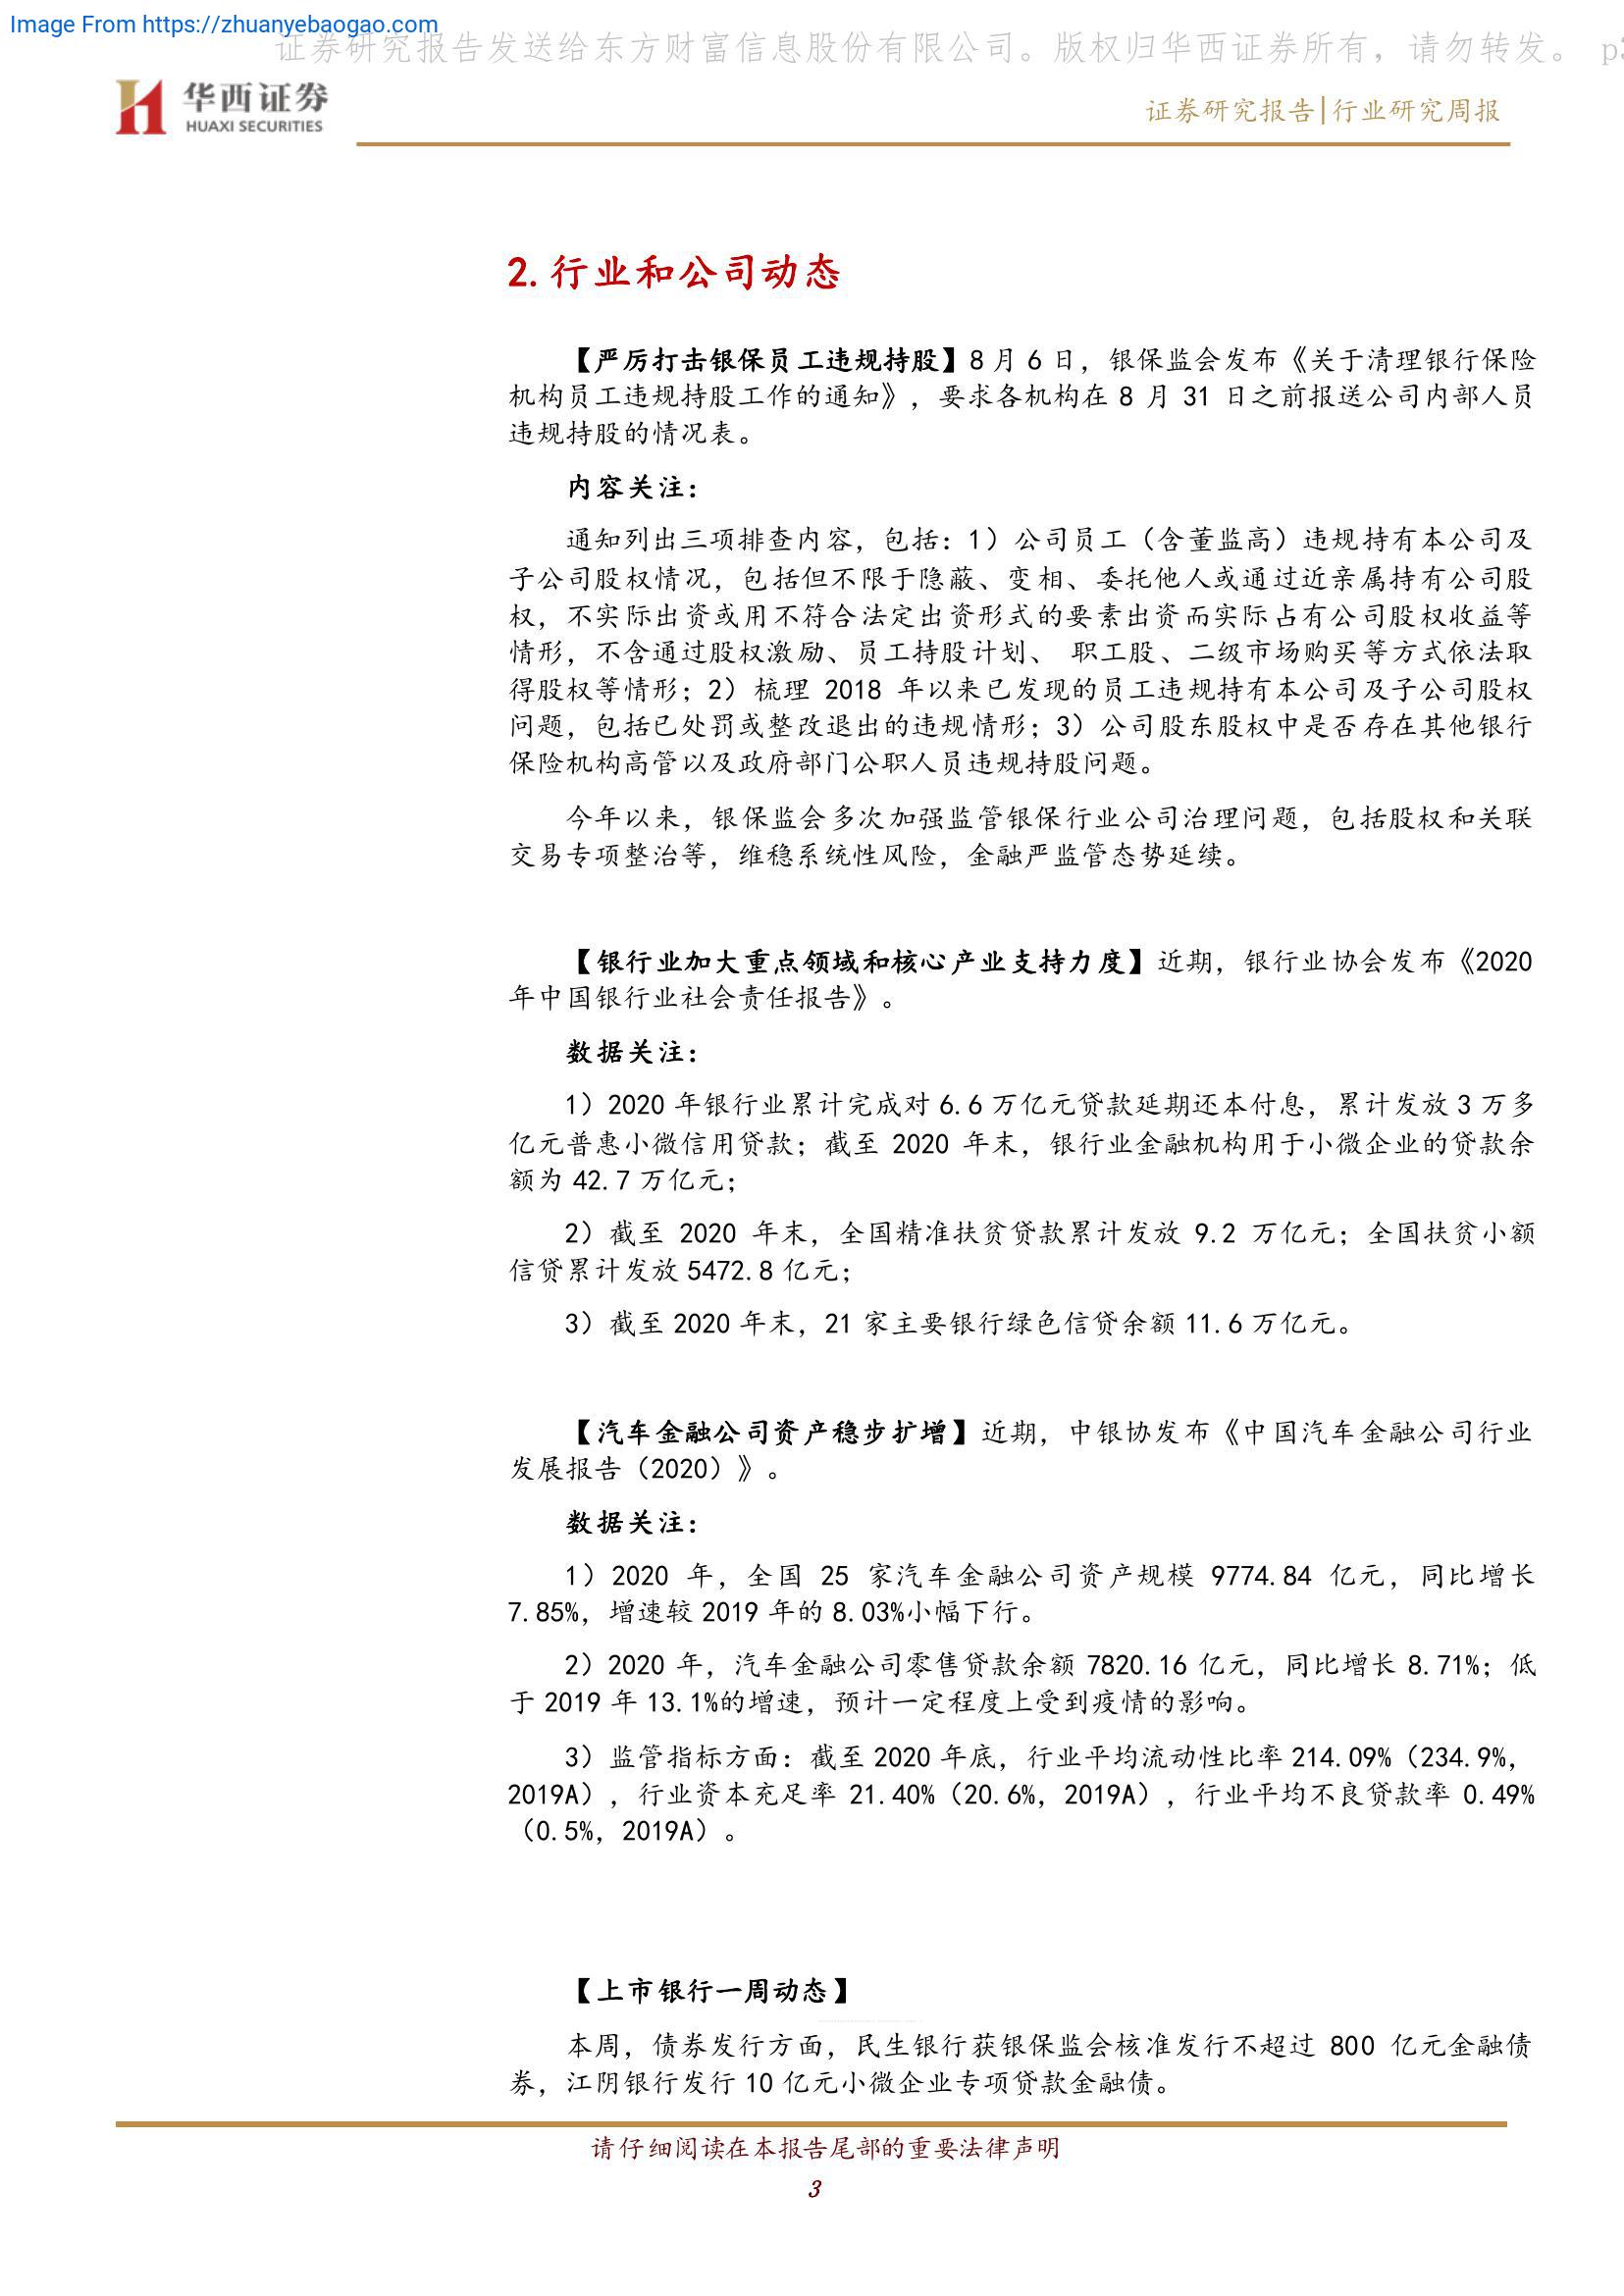 Image From https://zhuanyebaogao.com
证券研究报告发送给东方财富信息股份有限公司。版权归华西证券所有，请勿转发。 p3
华西证券
HUAXI SECURITIES
证券研究报告|行业研究周报
2.行业和公司动态
【严厉打击银保员工违规持股】8 月 6 日，银保监会发布《关于清理银行保险
机构员工违规持股工作的通知》，要求各机构在 8 月 31 日之前报送公司内部人员
违规持股的情况表。
内容关注：
通知列出三项排查内容，包括：1）公司员工（含董监高）违规持有本公司及
子公司股权情况，包括但不限于隐蔽、变相、委托他人或通过近亲属持有公司股
权，不实际出资或用不符合法定出资形式的要素出资而实际占有公司股权收益等
情形，不含通过股权激励、员工持股计划、 职工股、二级市场购买等方式依法取
得股权等情形；2）梳理 2018 年以来已发现的员工违规持有本公司及子公司股权
问题，包括已处罚或整改退出的违规情形；3）公司股东股权中是否存在其他银行
保险机构高管以及政府部门公职人员违规持股问题。
今年以来，银保监会多次加强监管银保行业公司治理问题，包括股权和关联
交易专项整治等，维稳系统性风险，金融严监管态势延续。
【银行业加大重点领域和核心产业支持力度】近期，银行业协会发布《2020
年中国银行业社会责任报告》。
数据关注：
1）2020 年银行业累计完成对 6.6 万亿元贷款延期还本付息，累计发放 3 万多
亿元普惠小微信用贷款；截至 2020 年末，银行业金融机构用于小微企业的贷款余
额为 42.7 万亿元；
2）截至 2020 年末，全国精准扶贫贷款累计发放 9.2 万亿元；全国扶贫小额
信贷累计发放 5472.8 亿元；
3）截至 2020 年末，21 家主要银行绿色信贷余额 11.6 万亿元。
【汽车金融公司资产稳步扩增】近期，中银协发布《中国汽车金融公司行业
发展报告（2020）》。
数据关注：
1）2020 年，全国 25 家汽车金融公司资产规模 9774.84 亿元，同比增长
7.85%，增速较 2019 年的 8.03%小幅下行。
2）2020 年，汽车金融公司零售贷款余额 7820.16 亿元，同比增长 8.71%；低
于 2019 年 13.1%的增速，预计一定程度上受到疫情的影响。
3）监管指标方面：截至 2020 年底，行业平均流动性比率 214.09%（234.9%，
2019A），行业资本充足率 21.40%（20.6%，2019A），行业平均不良贷款率 0.49%
（0.5%，2019A）。
【上市银行一周动态】
本周，债券发行方面，民生银行获银保监会核准发行不超过 800 亿元金融债
券，江阴银行发行 10 亿元小微企业专项贷款金融债。
请仔细阅读在本报告尾部的重要法律声明
3